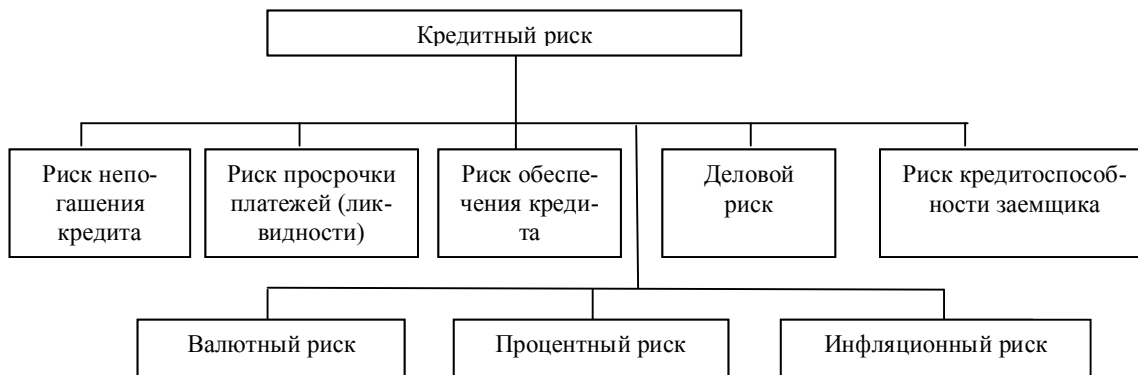 Кредитный риск
Риск непо-
гашения
кредита
Риск просрочки
платежей (лик-
видности)
Риск обеспе-
чения креди-
та
Деловой
риск
Риск кредитоспособ-
ности заемщика
Валютный риск
Процентный риск
Инфляционный риск